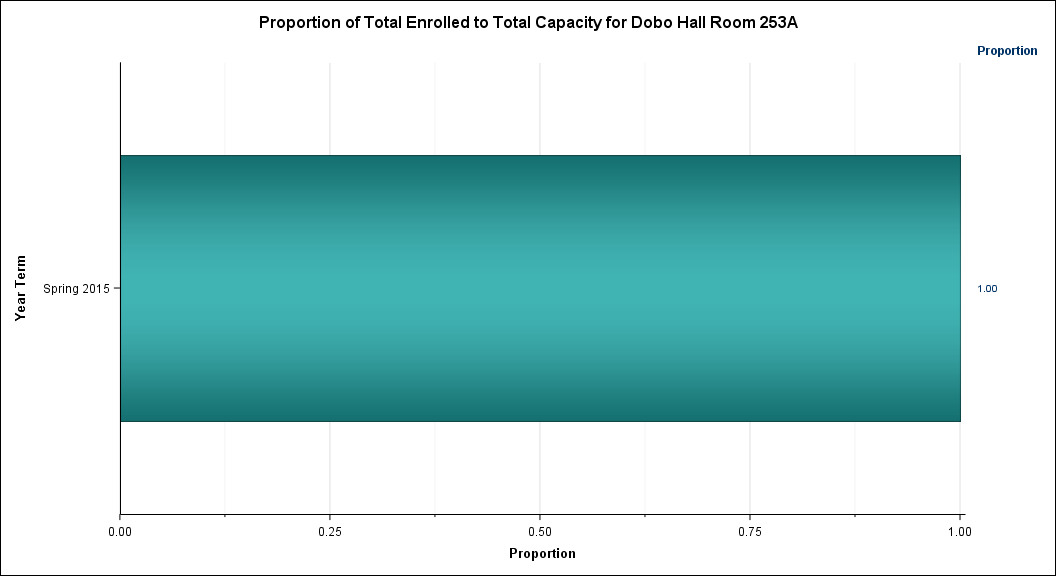 Proportion of Total Enrolled to Total Capacity for Dobo Hall Room 253A
Proportion
Year Term
Spring 2015
1.00
0.00 0.25 0.50 0.75 1.00
Proportion